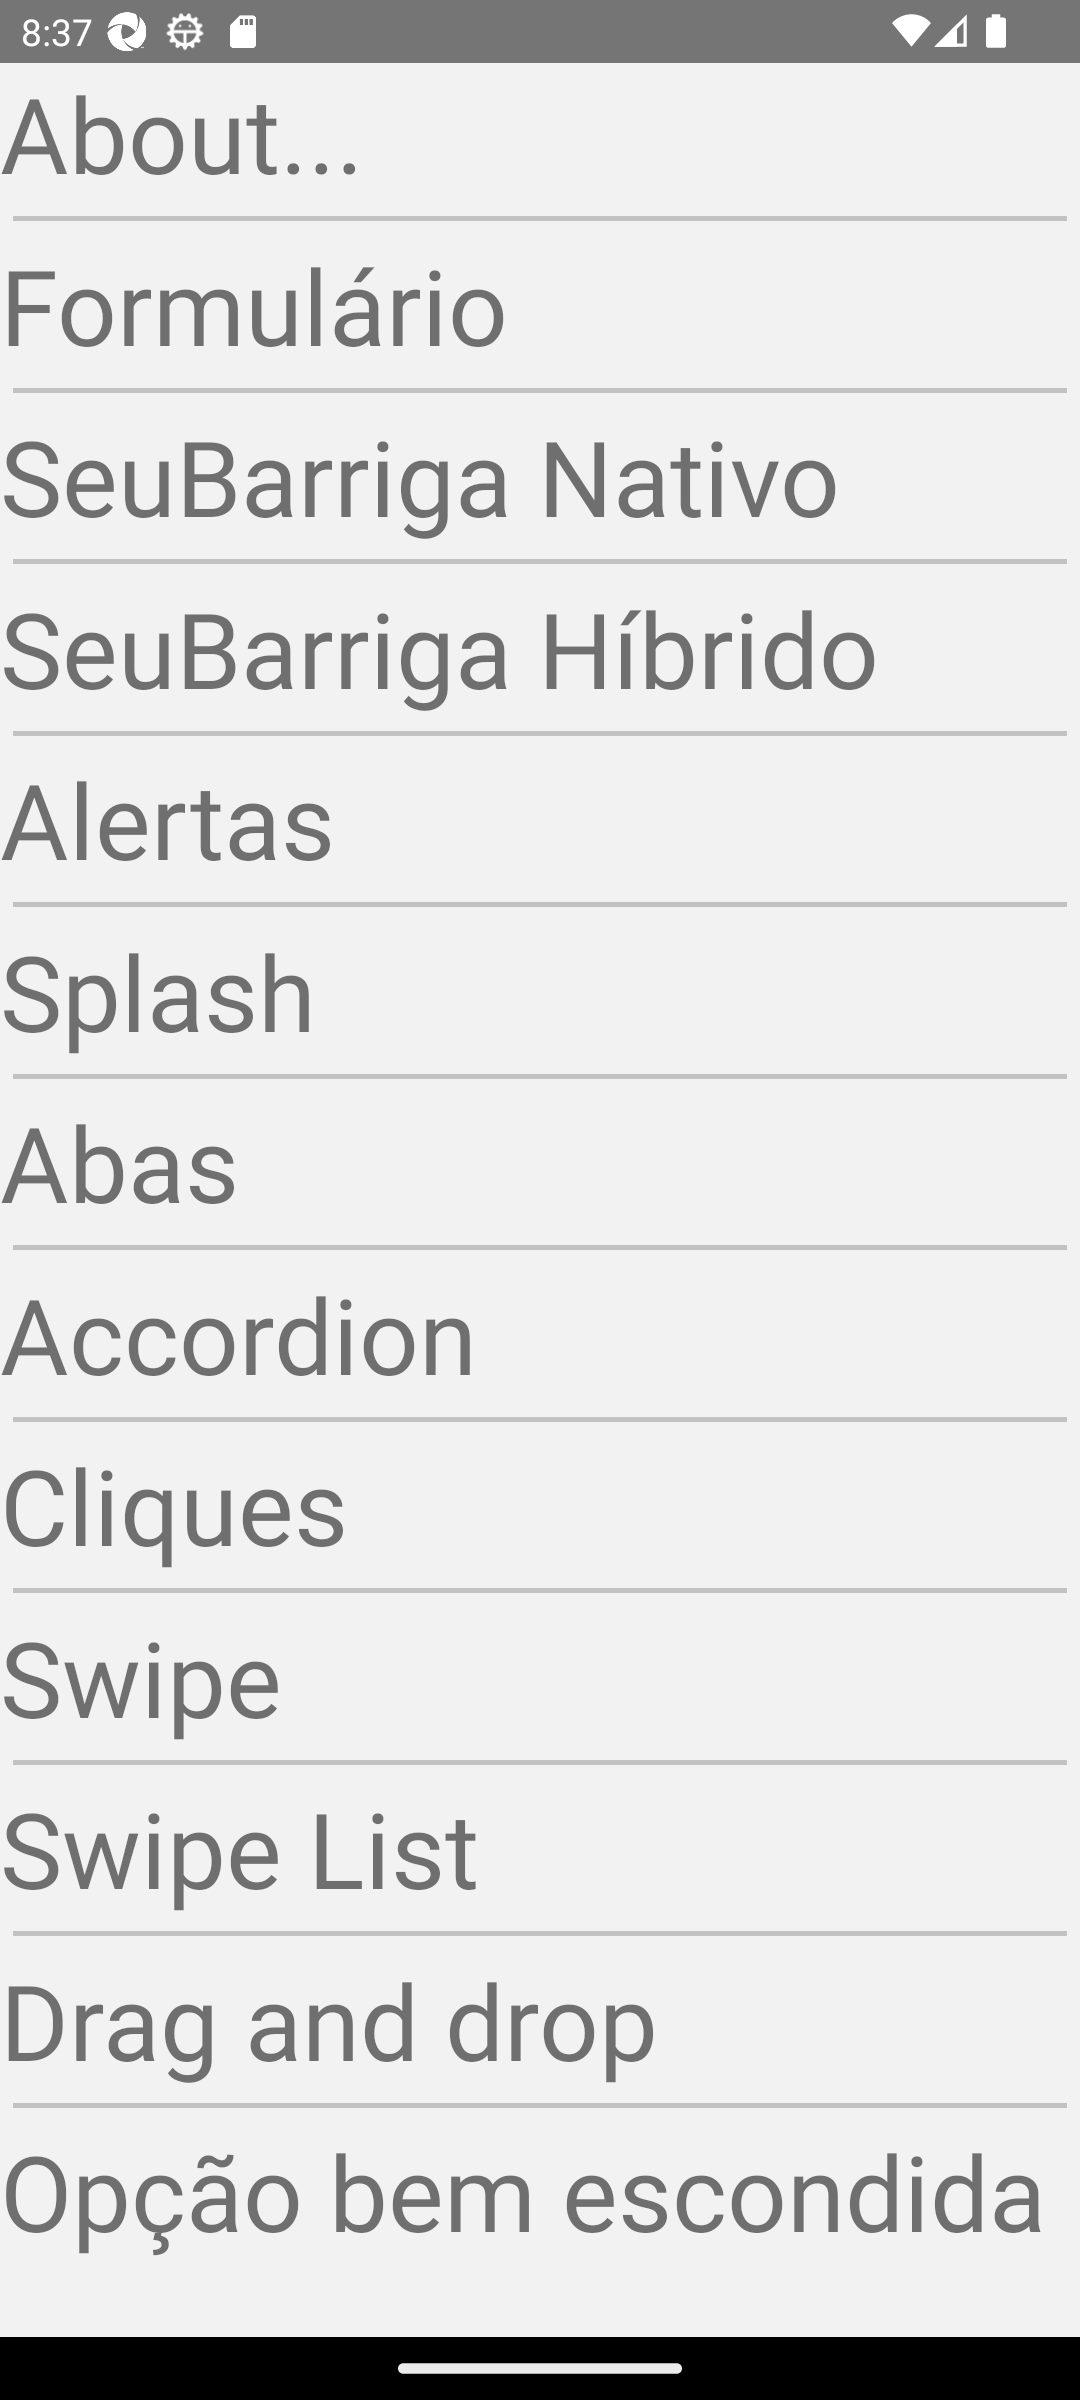 8:37
About...
Formulário
SeuBarriga Nativo
SeuBarriga Híbrido
Alertas
Splash
Abas
Accordion
Cliques
Swipe
Swipe List
Drag and drop
Opção bem escondida